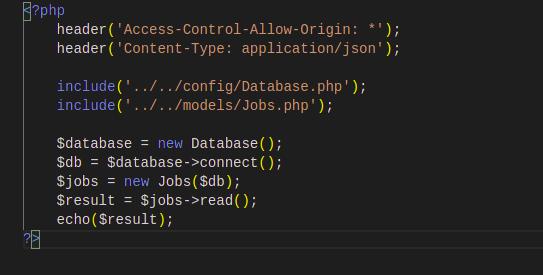 <?php
    header('Access-Control-Allow-Origin: *');
    header('Content-Type: application/json');

    include('../../config/Database.php');
    include('../../models/Jobs.php');

    $database = new Database();
    $db = $database->connect();
    $jobs = new Jobs($db);
    $result = $jobs->read();
    echo($result);
?>